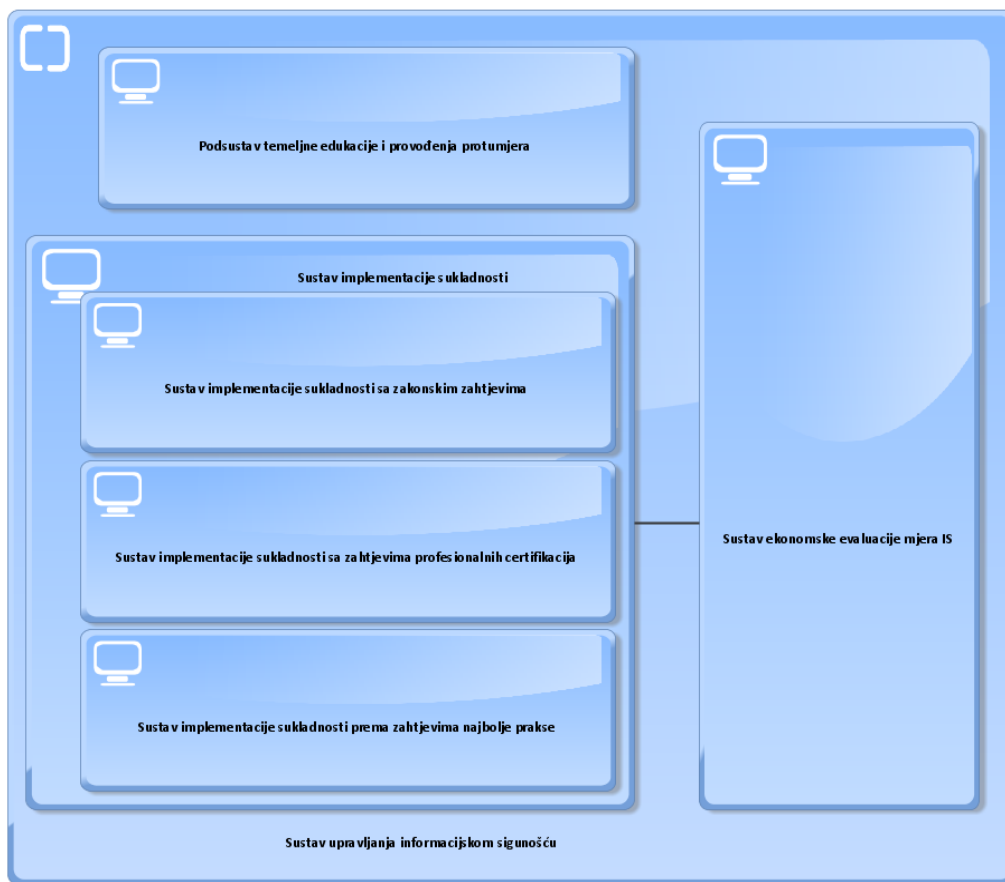 Podsustav temeljne edukacije i provođenja protumjera
Sustav implementacije sukladnosti
Sustav implementacije sukladnosti sa zakonskim zahtjevima
Sustav implementacije sukladnosti sa zahtjevima profesionalnih certifikacija
Sustav ekonomske evaluacije mjera IS
Sustav implementacije sukladnosti prema zahtjevima najbolje prakse
Sustav upravljanja informacijskom sigunošću